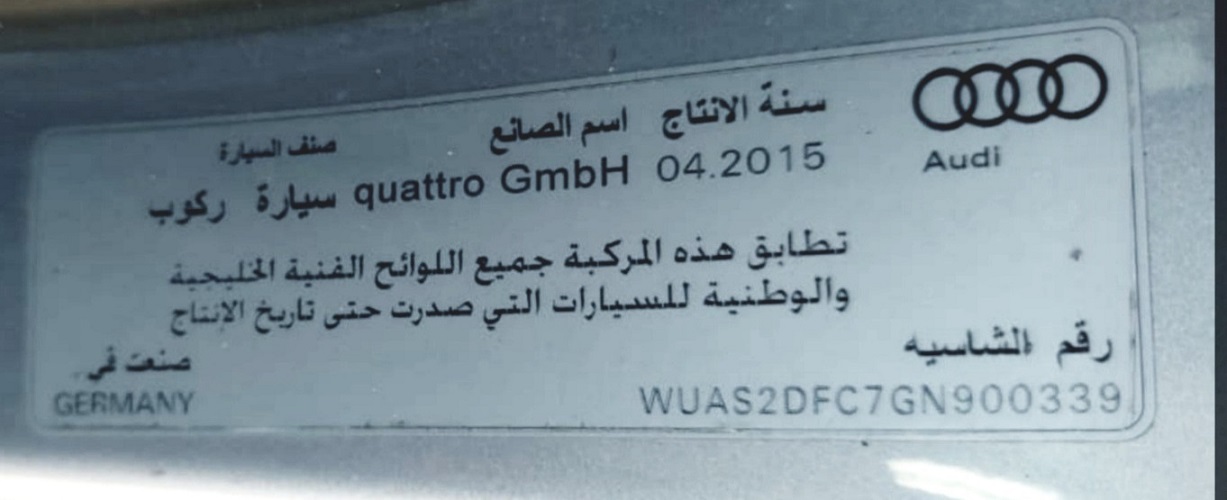 سنة الانتاج اسم الصانع صنف السيارة
04.2015 quattro GmbH سيارة ركوب
Audi
تطابق هذه المركبة جميع اللوائح الفنية الخليجية
والوطنية للسيارات التي صدرت حتى تاريخ الانتاج
رقم الشاسيه
WUAS2DFC7GN900339
صنعت في
GERMANY